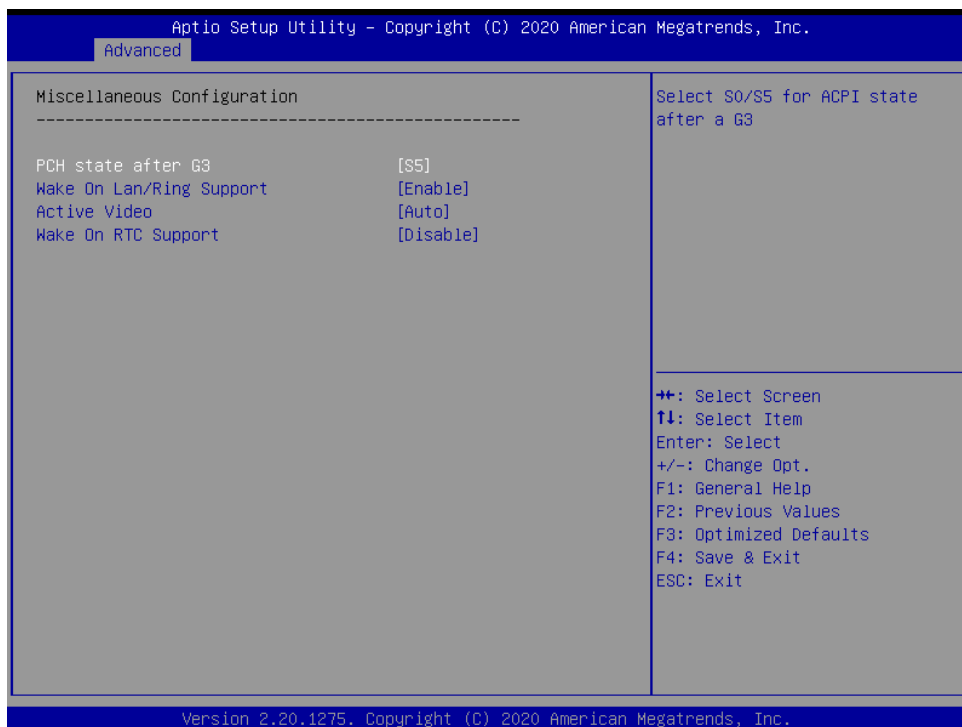 Aptio Setup Utility – Copyright (C) 2020 American Megatrends, Inc.
Advanced
Miscellaneous Configuration
--------------------------------------------------
PCH state after G3 [S5]
Wake On Lan/Ring Support [Enable]
Active Video [Auto]
Wake On RTC Support [Disable]
Select S0/S5 for ACPI state
after a G3
→←: Select Screen
↑↓: Select Item
Enter: Select
+/-: Change Opt.
F1: General Help
F2: Previous Values
F3: Optimized Defaults
F4: Save & Exit
ESC: Exit
Version 2.20.1275. Copyright (C) 2020 American Megatrends, Inc.